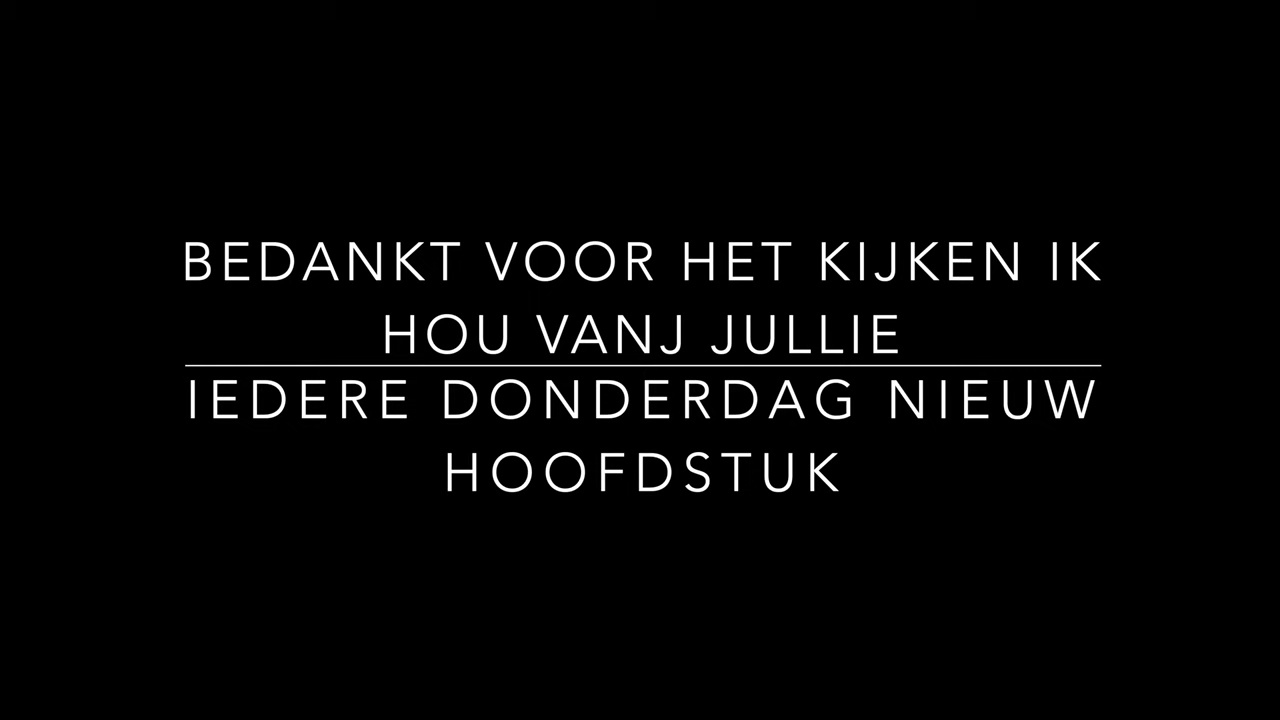 BEDANKT VOOR HET KIJKEN IK
HOU VANJ JULLIE
IEDERE DONDERDAG NIEUW
HOOFDSTUK